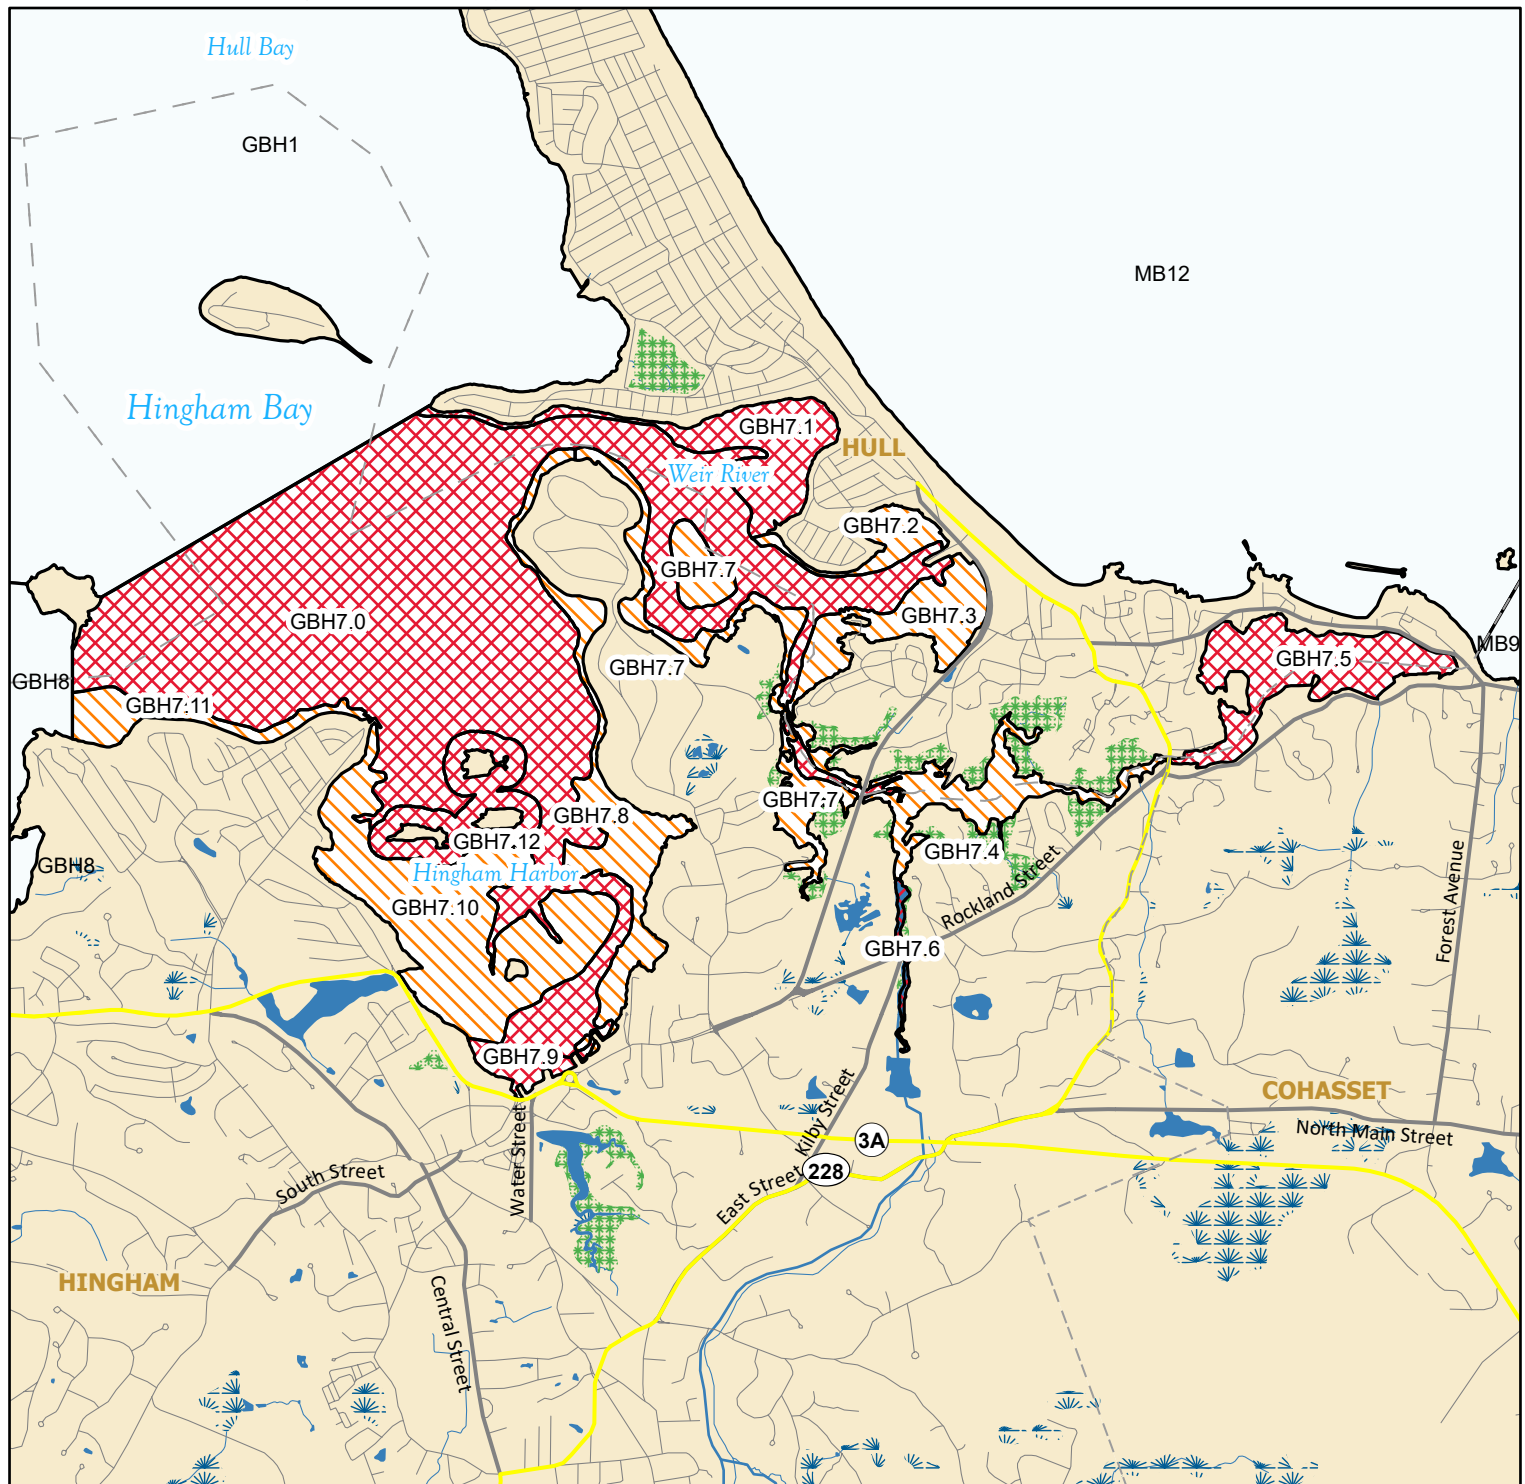 Hull Bay
GBH1
MB12
Hingham Bay
GBH7.1
HULL
Weir River
GBH7.2
GBH7.7
GBH7.3
GBH7.0
MB9
GBH7.5
GBH7.7
GBH8
GBH7.11
GBH7.7
GBH7.8
GBH7.12
GBH7.4
GBH8
Hingham Harbor
GBH7.10
Rockland Street
Forest Avenue
GBH7.6
GBH7.9
COHASSET
Kilby Street
North Main Street
3A
Water Street
South Street
228
East Street
HINGHAM
Central Street